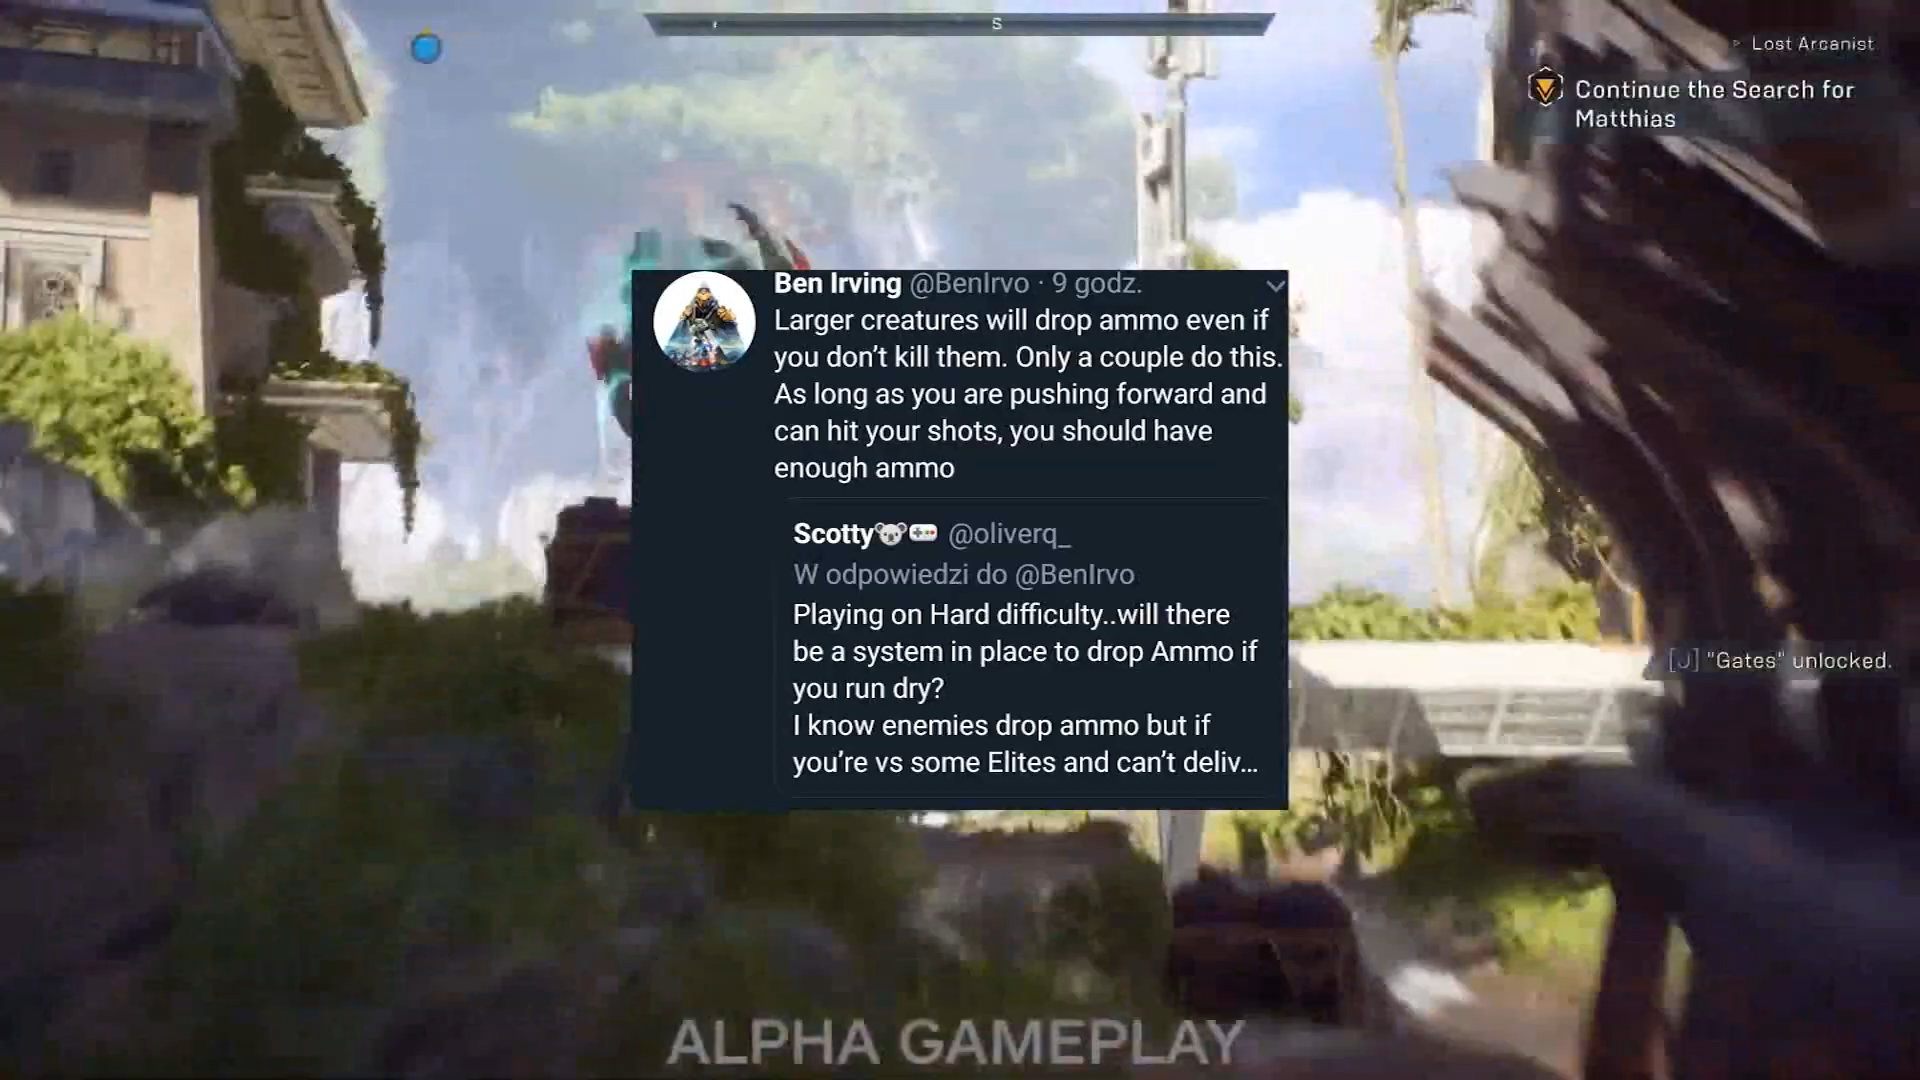 S
Lost Arcanist
Continue the Search for
Matthias
Ben Irving @BenIrvo · 9 godz.
Larger creatures will drop ammo even if
you don’t kill them. Only a couple do this.
As long as you are pushing forward and
can hit your shots, you should have
enough ammo
Scotty🐨🎮 @oliverq_
W odpowiedzi do @BenIrvo
Playing on Hard difficulty..will there
be a system in place to drop Ammo if
you run dry?
I know enemies drop ammo but if
you’re vs some Elites and can’t deliv...
[J] "Gates" unlocked.
ALPHA GAMEPLAY